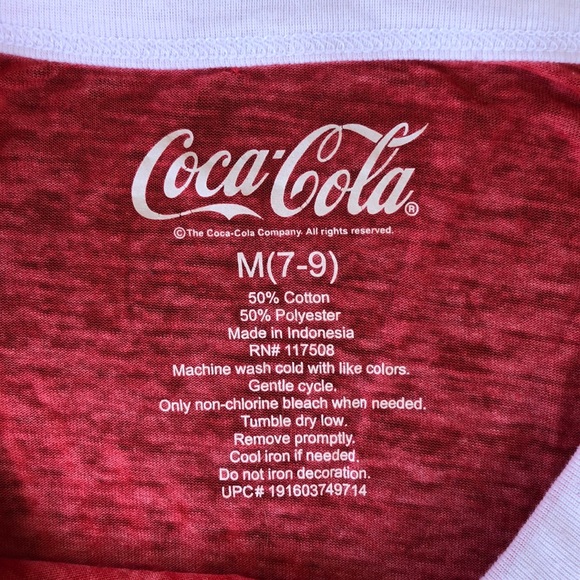 Coca-Cola®
©The Coca-Cola Company. All rights reserved.
M(7-9)
50% Cotton
50% Polyester
Made in Indonesia
RN# 117508
Machine wash cold with like colors.
Gentle cycle.
Only non-chlorine bleach when needed.
Tumble dry low.
Remove promptly.
Cool iron if needed.
Do not iron decoration.
UPC# 191603749714